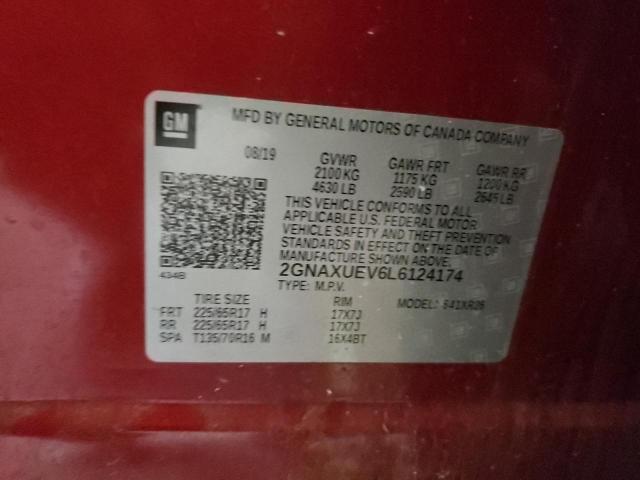 GM
MFD BY GENERAL MOTORS OF CANADA COMPANY
08/19 GVWR GAWR FRT GAWR RR
2100 KG 1175 KG 1200 KG
4630 LB 2590 LB 2645 LB
THIS VEHICLE CONFORMS TO ALL
APPLICABLE U.S. FEDERAL MOTOR
VEHICLE SAFETY AND THEFT PREVENTION
STANDARDS IN EFFECT ON THE DATE OF
MANUFACTURE SHOWN ABOVE.
434B
2GNAXUEV6L6124174
TYPE: M.P.V.
TIRE SIZE RIM MODEL:
FRT 225/65R17 H 17X7J
RR 225/65R17 H 17X7J
SPA T135/70R16 M 16X4BT